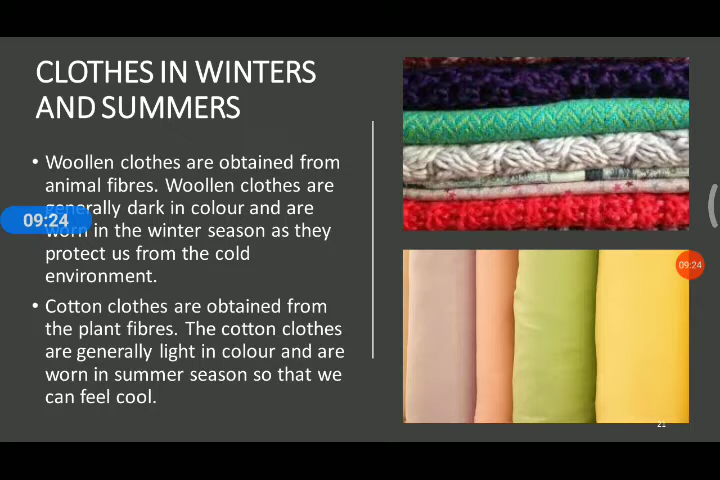 CLOTHES IN WINTERS
AND SUMMERS
• Woollen clothes are obtained from
animal fibres. Woollen clothes are
generally dark in colour and are
09:24
worn in the winter season as they
protect us from the cold
environment.
• Cotton clothes are obtained from
the plant fibres. The cotton clothes
are generally light in colour and are
worn in summer season so that we
can feel cool.
09:24
21